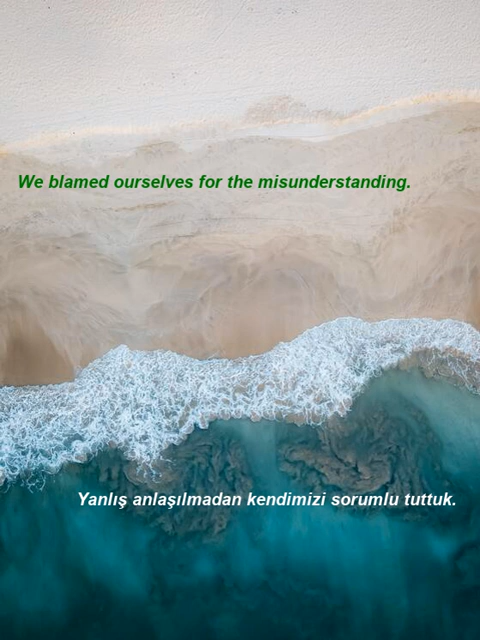 We blamed ourselves for the misunderstanding.
Yanlış anlaşılmadan kendimizi sorumlu tuttuk.